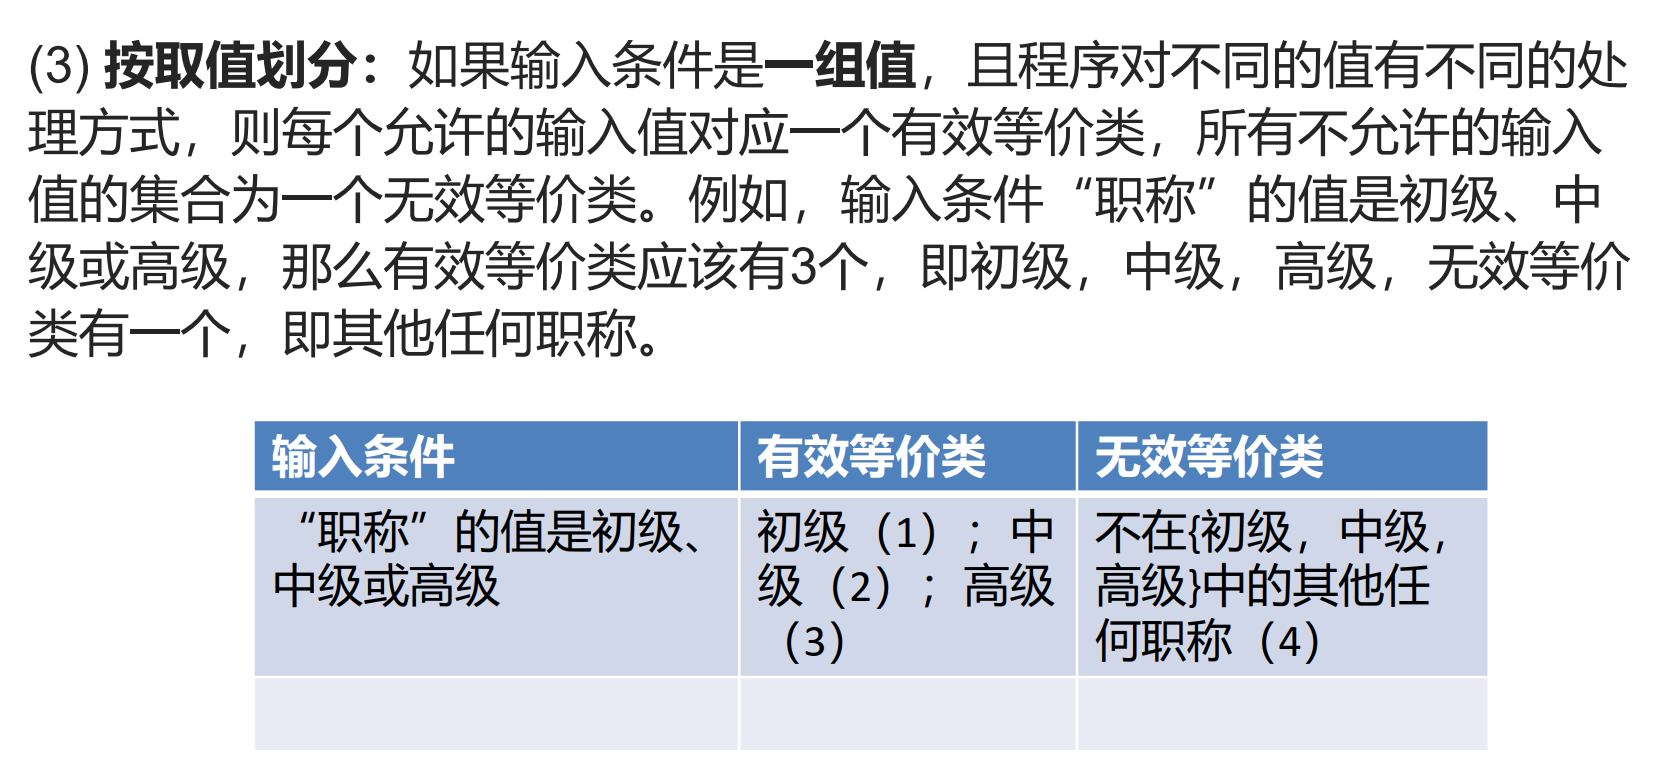 (3) 按取值划分：如果输入条件是一组值，且程序对不同的值有不同的处
理方式，则每个允许的输入值对应一个有效等价类，所有不允许的输入
值的集合为一个无效等价类。例如，输入条件“职称”的值是初级、中
级或高级，那么有效等价类应该有3个，即初级，中级，高级，无效等价
类有一个，即其他任何职称。
输入条件
有效等价类
无效等价类
“职称”的值是初级、
中级或高级
初级（1）；中
级（2）；高级
（3）
不在{初级，中级，
高级}中的其他任
何职称（4）